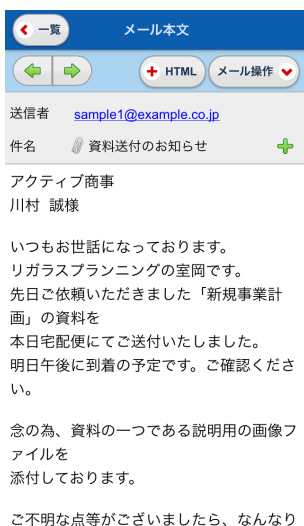 一覧
メール本文
HTML
メール操作
送信者 sample1@example.co.jp
件名 資料送付のお知らせ
アクティブ商事
川村 誠様
いつもお世話になっております。
リガラスプランニングの室岡です。
先日ご依頼いただきました「新規事業計
画」の資料を
本日宅配便にてご送付いたしました。
明日午後に到着の予定です。ご確認くださ
い。
念の為、資料の一つである説明用の画像フ
ァイルを
添付しております。
ご不明な点等がございましたら、なんなり